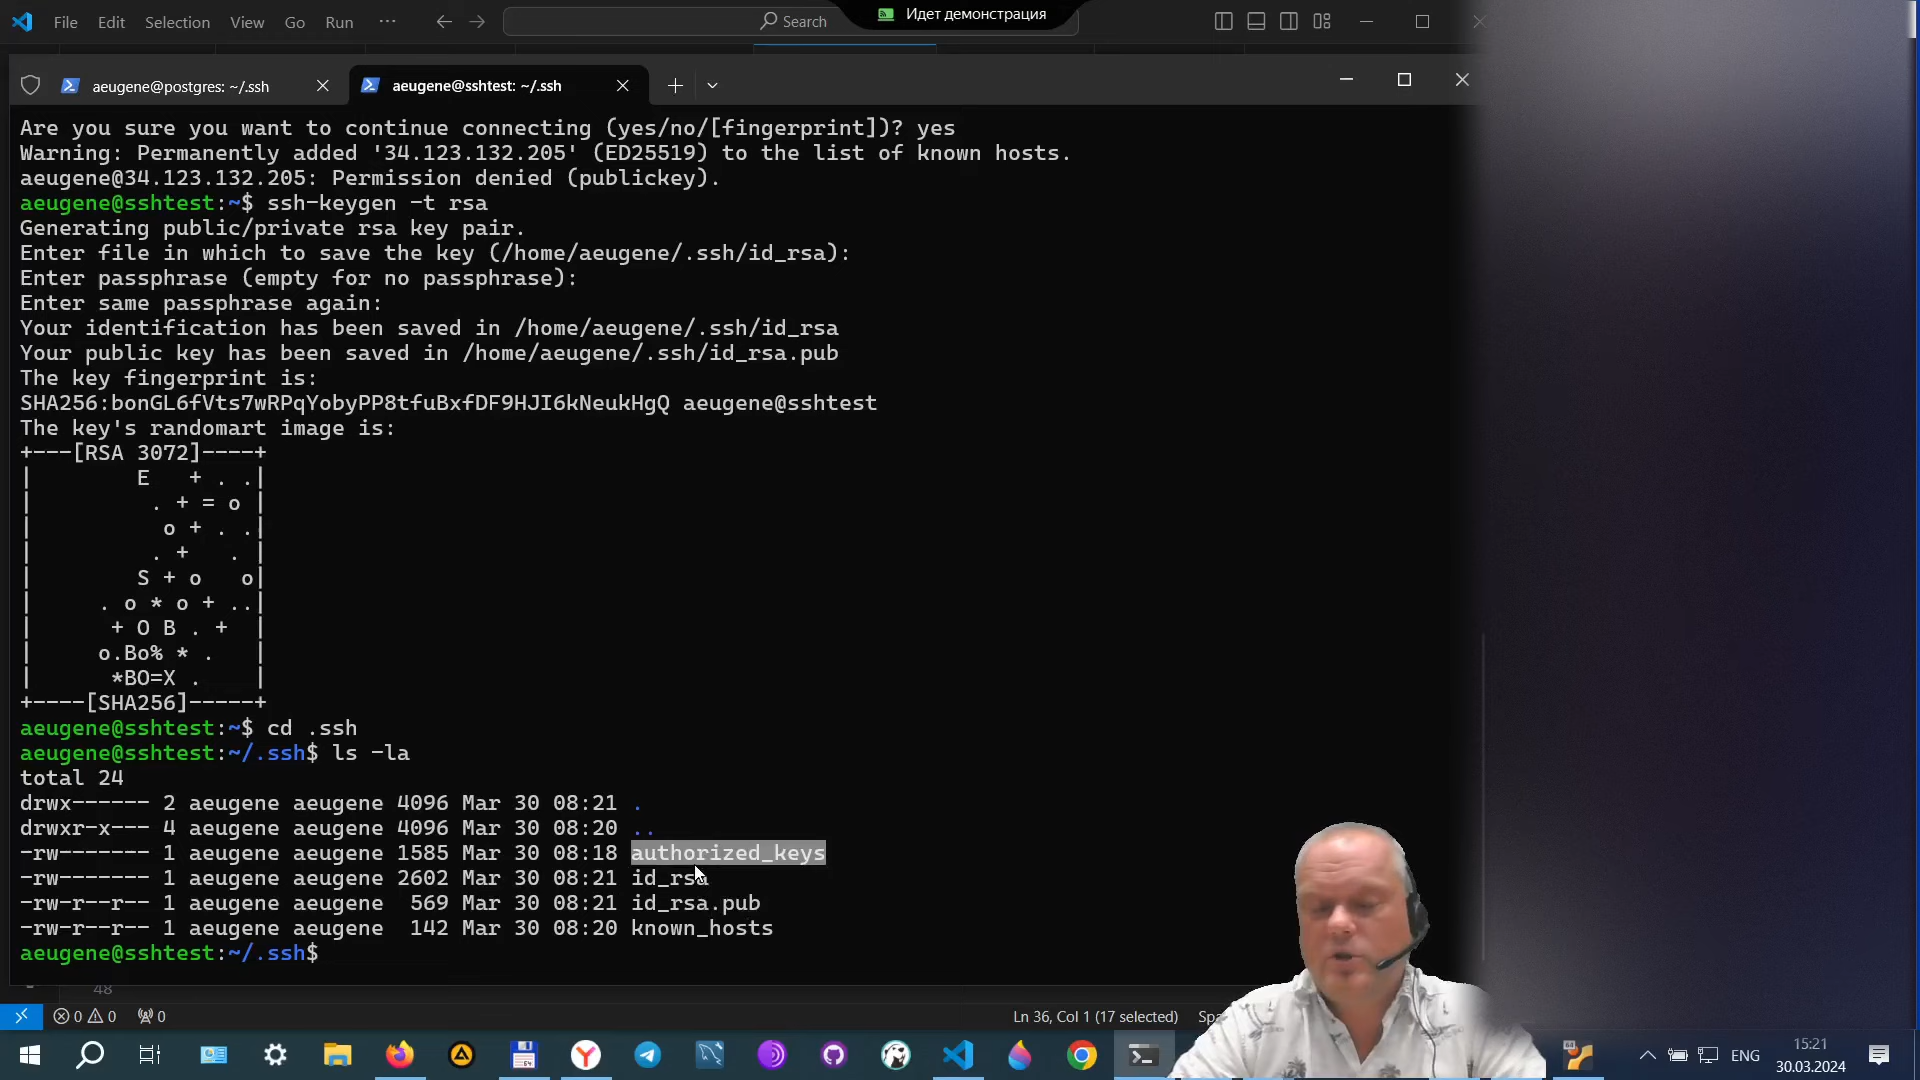 File Edit Selection View Go Run ··· Search
Идет демонстрация
aeugene@postgres: ~/.ssh
aeugene@sshtest: ~/.ssh
Are you sure you want to continue connecting (yes/no/[fingerprint])? yes
Warning: Permanently added '34.123.132.205' (ED25519) to the list of known hosts.
aeugene@34.123.132.205: Permission denied (publickey).
aeugene@sshtest:~$ ssh-keygen -t rsa
Generating public/private rsa key pair.
Enter file in which to save the key (/home/aeugene/.ssh/id_rsa):
Enter passphrase (empty for no passphrase):
Enter same passphrase again:
Your identification has been saved in /home/aeugene/.ssh/id_rsa
Your public key has been saved in /home/aeugene/.ssh/id_rsa.pub
The key fingerprint is:
SHA256:bonGL6fVts7wRPqYobyPP8tfuBxfDF9HJI6kNeukHgQ aeugene@sshtest
The key's randomart image is:
+---[RSA 3072]----+
|        E   + . .|
|         . + = o |
|          o + . .|
|         . +   . |
|        S + o   o|
|     . o * o + ..|
|      + O B . +  |
|     o.Bo% * .   |
|      *BO=X .    |
+----[SHA256]-----+
aeugene@sshtest:~$ cd .ssh
aeugene@sshtest:~/.ssh$ ls -la
total 24
drwx------ 2 aeugene aeugene 4096 Mar 30 08:21 .
drwxr-x--- 4 aeugene aeugene 4096 Mar 30 08:20 ..
-rw------- 1 aeugene aeugene 1585 Mar 30 08:18 authorized_keys
-rw------- 1 aeugene aeugene 2602 Mar 30 08:21 id_rsa
-rw-r--r-- 1 aeugene aeugene  569 Mar 30 08:21 id_rsa.pub
-rw-r--r-- 1 aeugene aeugene  142 Mar 30 08:20 known_hosts
aeugene@sshtest:~/.ssh$
48
0 0 0 Ln 36, Col 1 (17 selected)
ENG
15:21
30.03.2024